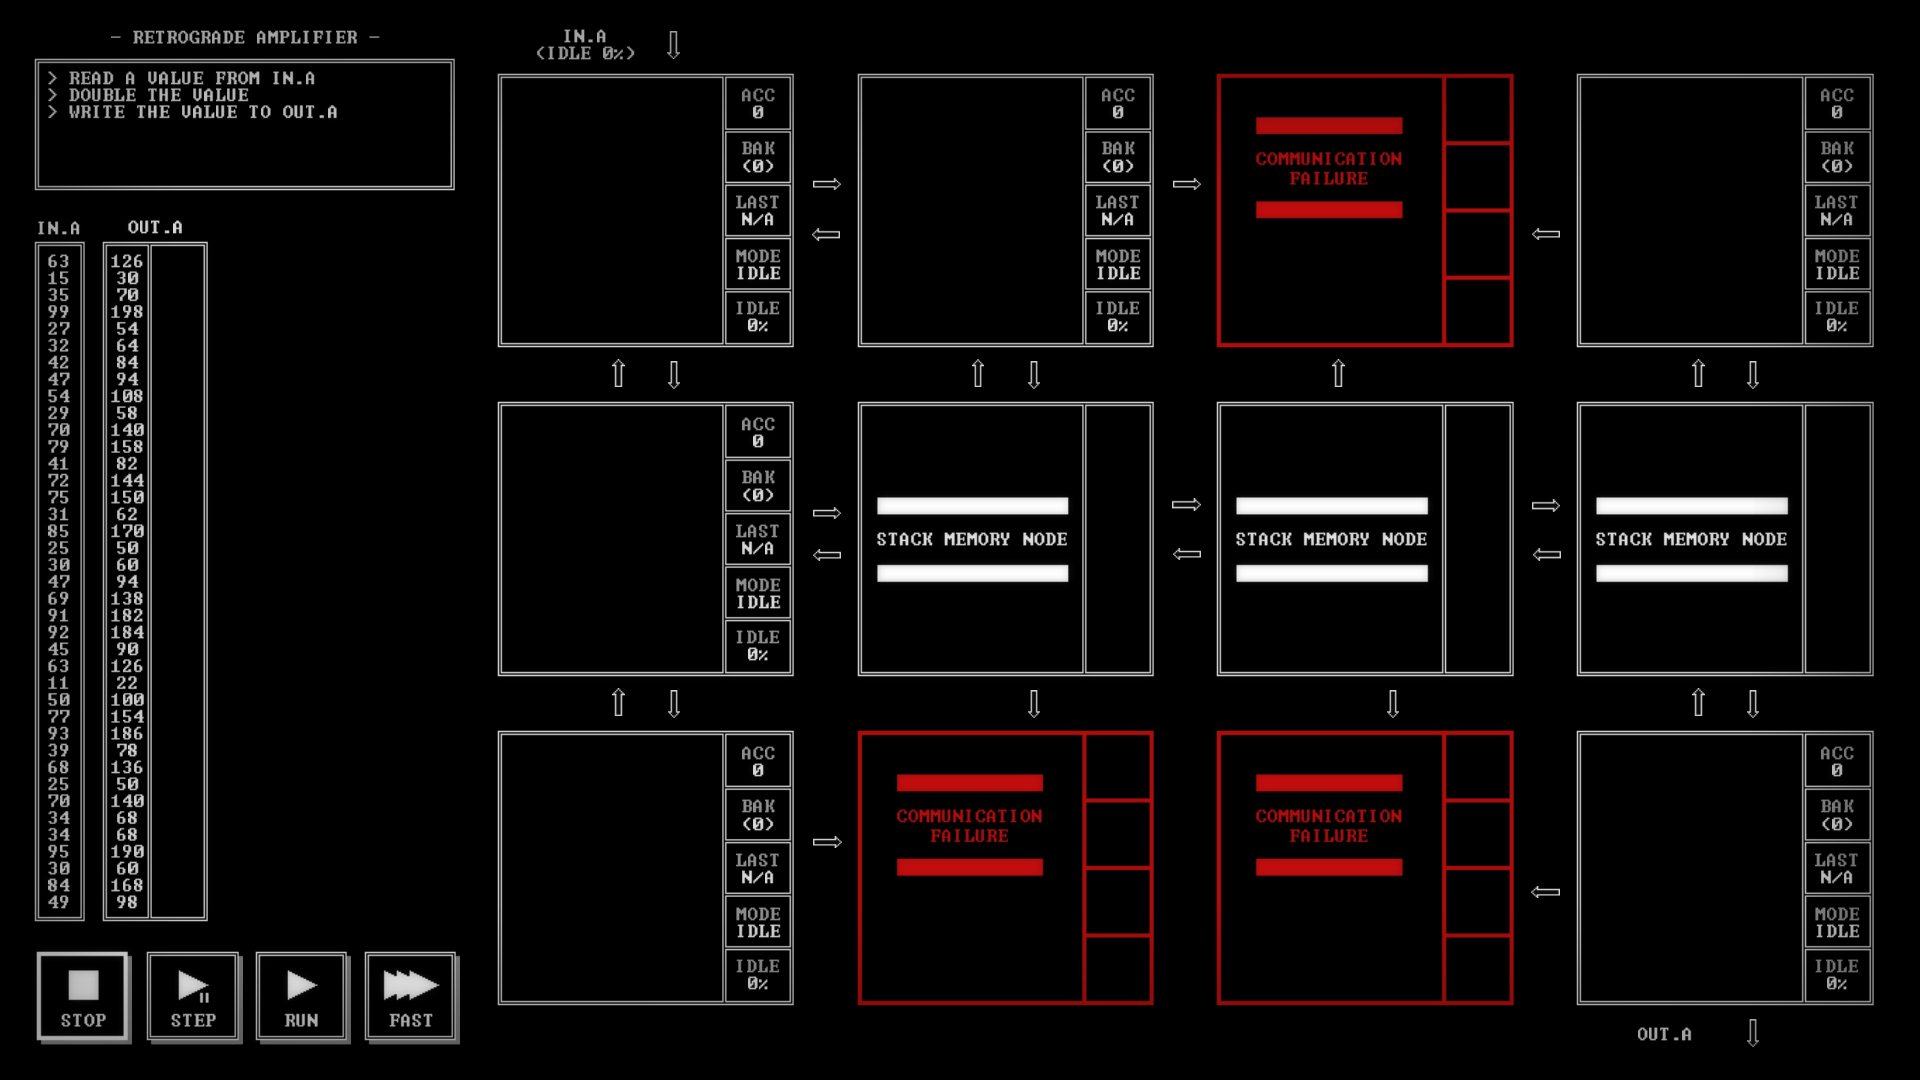 - RETROGRADE AMPLIFIER -
> READ A VALUE FROM IN.A
> DOUBLE THE VALUE
> WRITE THE VALUE TO OUT.A
IN.A OUT.A
63 126
15 30
35 70
99 198
27 54
32 64
42 84
47 94
54 108
29 58
70 140
79 158
41 82
72 144
75 150
31 62
85 170
25 50
30 60
47 94
69 138
91 182
92 184
45 90
63 126
11 22
50 100
77 154
93 186
39 78
68 136
25 50
70 140
34 68
34 68
95 190
30 60
84 168
49 98
STOP
STEP
RUN
FAST
IN.A
(IDLE 0%)
ACC
0
BAK
(0)
LAST
N/A
MODE
IDLE
IDLE
0%
ACC
0
BAK
(0)
LAST
N/A
MODE
IDLE
IDLE
0%
COMMUNICATION
FAILURE
ACC
0
BAK
(0)
LAST
N/A
MODE
IDLE
IDLE
0%
ACC
0
BAK
(0)
LAST
N/A
MODE
IDLE
IDLE
0%
STACK MEMORY NODE
STACK MEMORY NODE
STACK MEMORY NODE
ACC
0
BAK
(0)
LAST
N/A
MODE
IDLE
IDLE
0%
COMMUNICATION
FAILURE
COMMUNICATION
FAILURE
ACC
0
BAK
(0)
LAST
N/A
MODE
IDLE
IDLE
0%
OUT.A